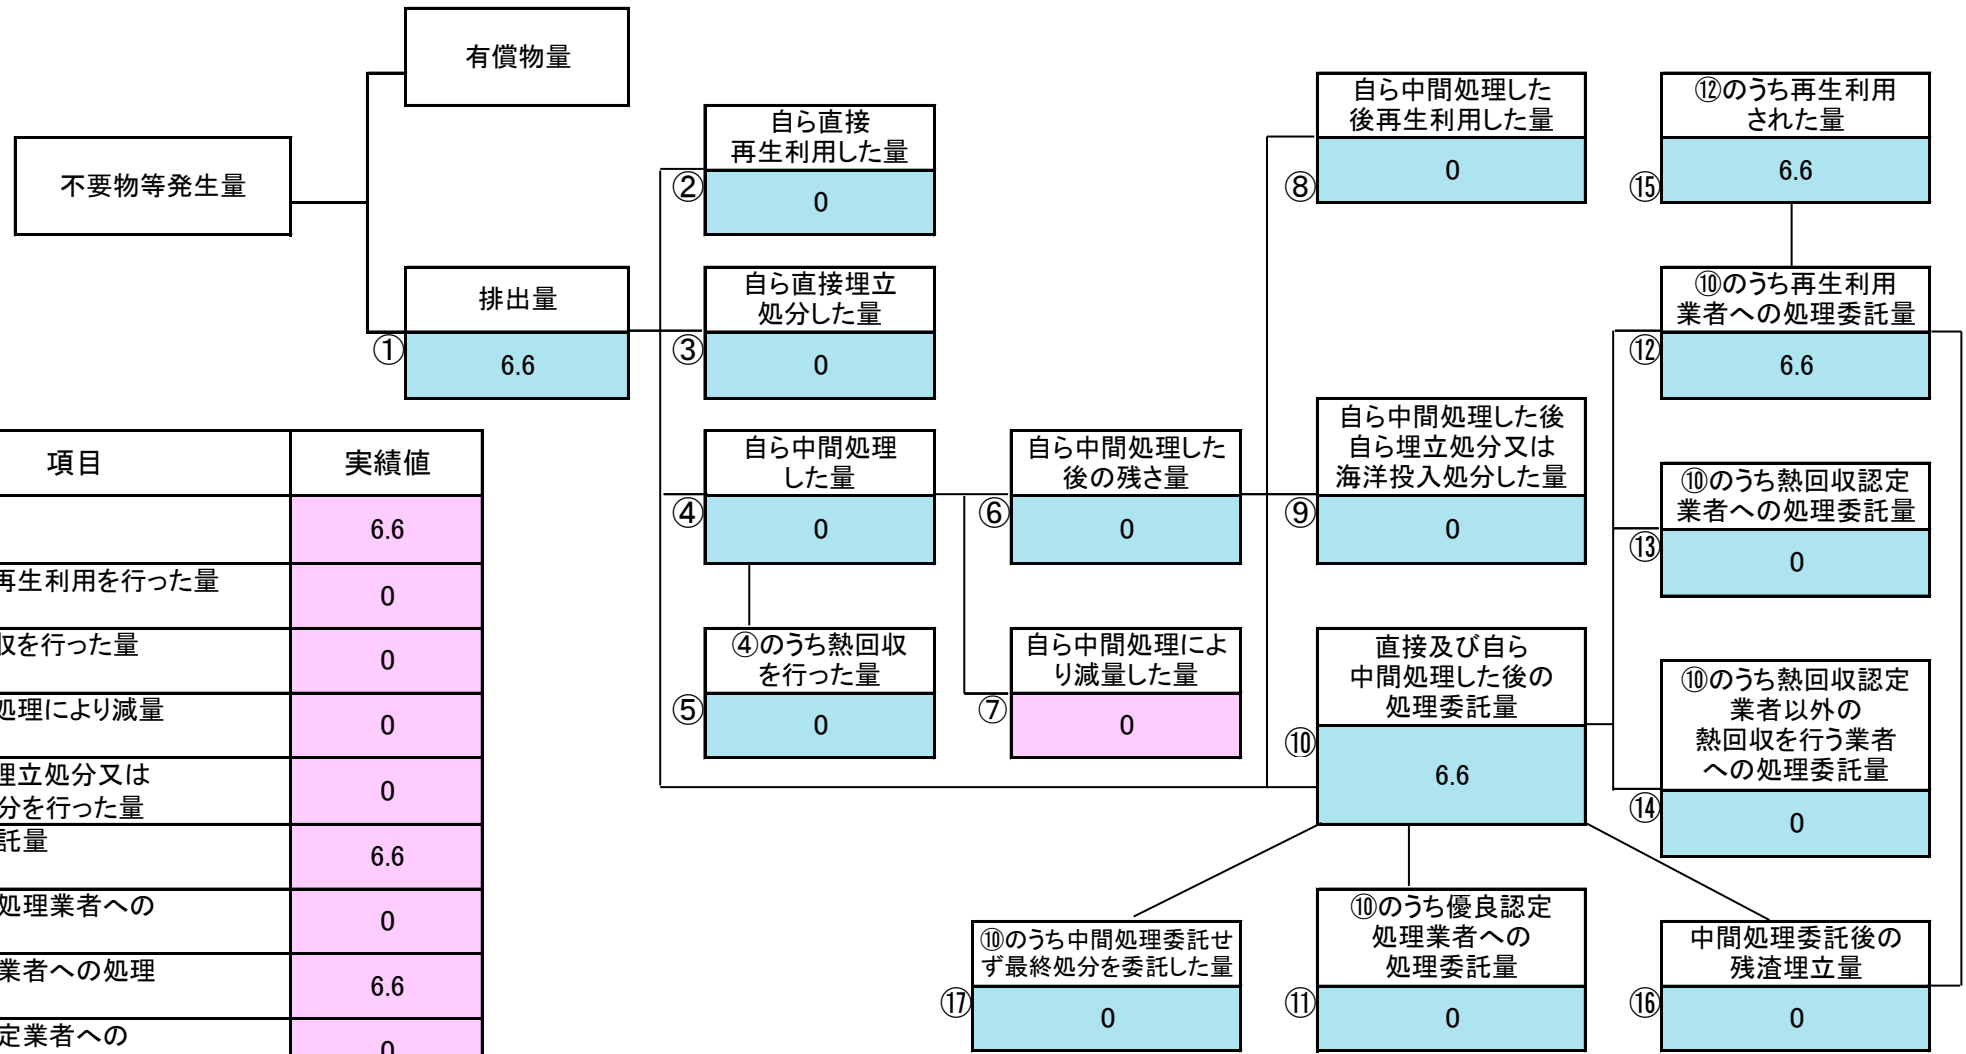 有償物量
不要物等発生量
排出量
①
6.6
自ら直接
再生利用した量
②
0
自ら直接埋立
処分した量
③
0
自ら中間処理
した量
④
0
④のうち熱回収
を行った量
⑤
0
自ら中間処理した
後の残さ量
⑥
0
自ら中間処理によ
り減量した量
⑦
0
自ら中間処理した
後再生利用した量
⑧
0
自ら中間処理した後
自ら埋立処分又は
海洋投入処分した量
⑨
0
直接及び自ら
中間処理した後の
処理委託量
⑩
6.6
⑫のうち再生利用
された量
⑮
6.6
⑩のうち再生利用
業者への処理委託量
⑫
6.6
⑩のうち熱回収認定
業者への処理委託量
⑬
0
⑩のうち熱回収認定
業者以外の
熱回収を行う業者
への処理委託量
⑭
0
⑩のうち中間処理委託せ
ず最終処分を委託した量
⑰
0
⑩のうち優良認定
処理業者への
処理委託量
⑪
0
中間処理委託後の
残渣埋立量
⑯
0
項目 実績値
6.6
再生利用を行った量
0
収を行った量
0
処理により減量
0
埋立処分又は
分を行った量
0
託量
6.6
処理業者への
0
業者への処理
6.6
定業者への
0